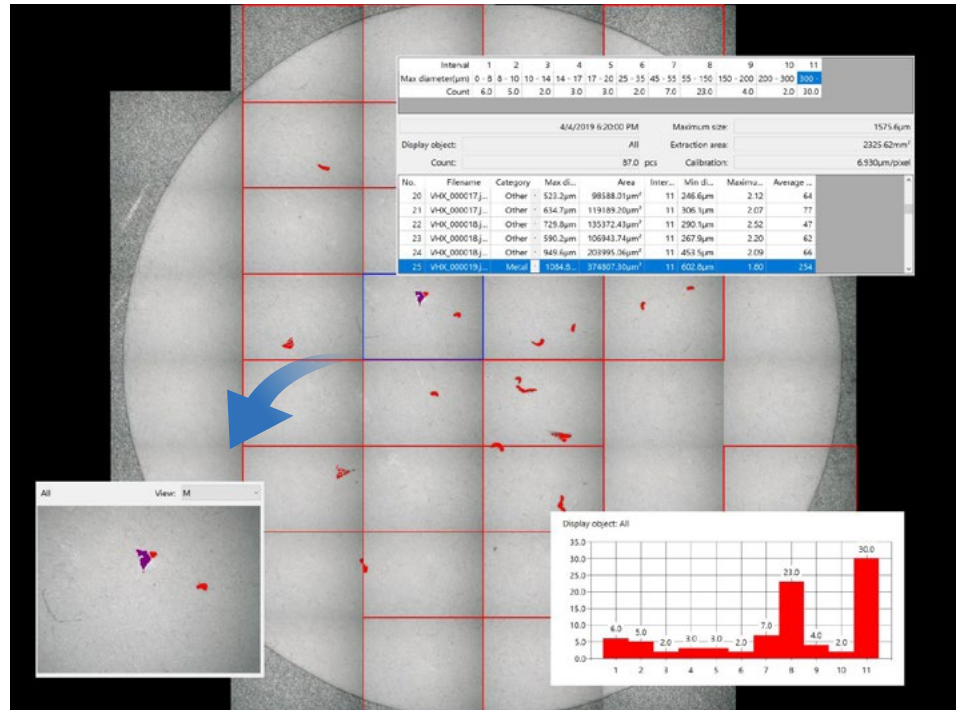 Interval 1 2 3 4 5 6 7 8 9 10 11
Max diameter(µm) 0 - 8 8 - 10 10 - 14 14 - 17 17 - 20 25 - 35 45 - 55 55 - 150 150 - 200 200 - 300 300 -
Count 6.0 5.0 2.0 3.0 3.0 2.0 7.0 23.0 4.0 2.0 30.0
4/4/2019 6:20:00 PM Maximum size: 1575.6µm
Display object: All Extraction area: 2325.62mm²
Count: 87.0 pcs Calibration: 6.930µm/pixel
No. Filename Category Max di... Area Inter... Min di... Maximu... Average ...
20 VHX_000017.j... Other 523.2µm 98588.01µm² 11 246.6µm 2.12 64
21 VHX_000017.j... Other 634.7µm 119189.20µm² 11 306.1µm 2.07 77
22 VHX_000018.j... Other 729.8µm 135372.43µm² 11 290.1µm 2.52 47
23 VHX_000018.j... Other 590.2µm 106943.74µm² 11 267.9µm 2.20 62
24 VHX_000018.j... Other 949.6µm 203995.06µm² 11 453.5µm 2.09 66
25 VHX_000019.j... Metal 1084.8... 374807.30µm² 11 602.8µm 1.80 254
All View: M
Display object: All
35.0
30.0
25.0
20.0
15.0
10.0
5.0
0.0
6.0 5.0 2.0 3.0 3.0 2.0 7.0 23.0 4.0 2.0 30.0
1 2 3 4 5 6 7 8 9 10 11